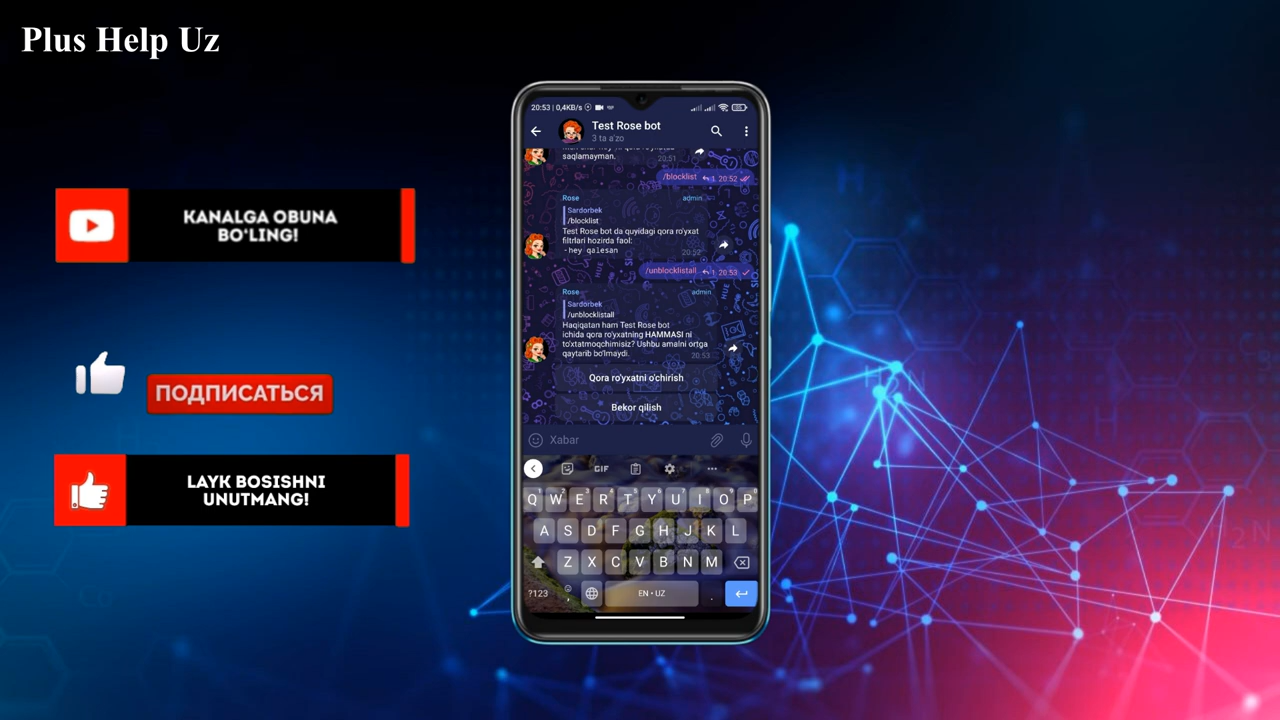 Plus Help Uz
KANALGA OBUNA
BO‘LING!
ПОДПИСАТЬСЯ
LAYK BOSISHNI
UNUTMANG!
20:53 | 0,4KB/s
Test Rose bot
3 ta a'zo
saqlamayman.
20:51
/blocklist
1 20:52
Rose admin
Sardorbek
/blocklist
Test Rose bot da quyidagi qora ro'yxat
filtrlari hozirda faol:
- hey qalesan
20:52
/unblocklistall
1 20:53
Rose admin
Sardorbek
/unblocklistall
Haqiqatan ham Test Rose bot
ichida qora ro'yxatning HAMMASI ni
to'xtatmoqchimisiz? Ushbu amalni ortga
qaytarib bo'lmaydi.
20:53
Qora ro'yxatni o'chirish
Bekor qilish
Xabar
GIF
Q W E R T Y U I O P
A S D F G H J K L
Z X C V B N M
?123 , EN • UZ .